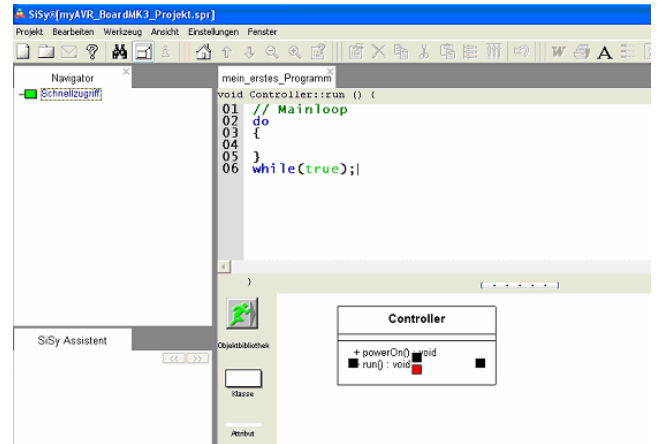 SiSy®[myAVR_BoardMK3_Projekt.spr]
Projekt Bearbeiten Werkzeug Ansicht Einstellungen Fenster
Navigator
Schnellzugriff
mein_erstes_Programm
void Controller::run () {
01 // Mainloop
02 do
03 {
04
05 }
06 while(true);
}
Objektbibliothek
Klasse
Attribut
Controller
+ powerOn() : void
run() : void
SiSy Assistent
<< >>